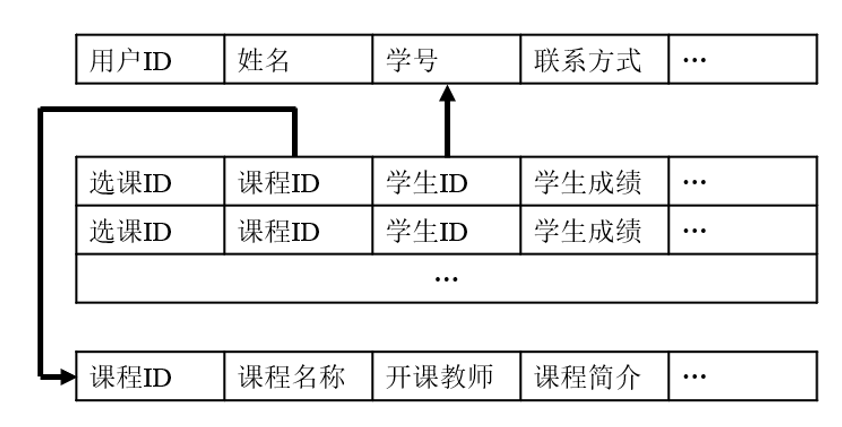 用户ID 姓名 学号 联系方式 …
选课ID 课程ID 学生ID 学生成绩 …
选课ID 课程ID 学生ID 学生成绩 …
…
课程ID 课程名称 开课教师 课程简介 …